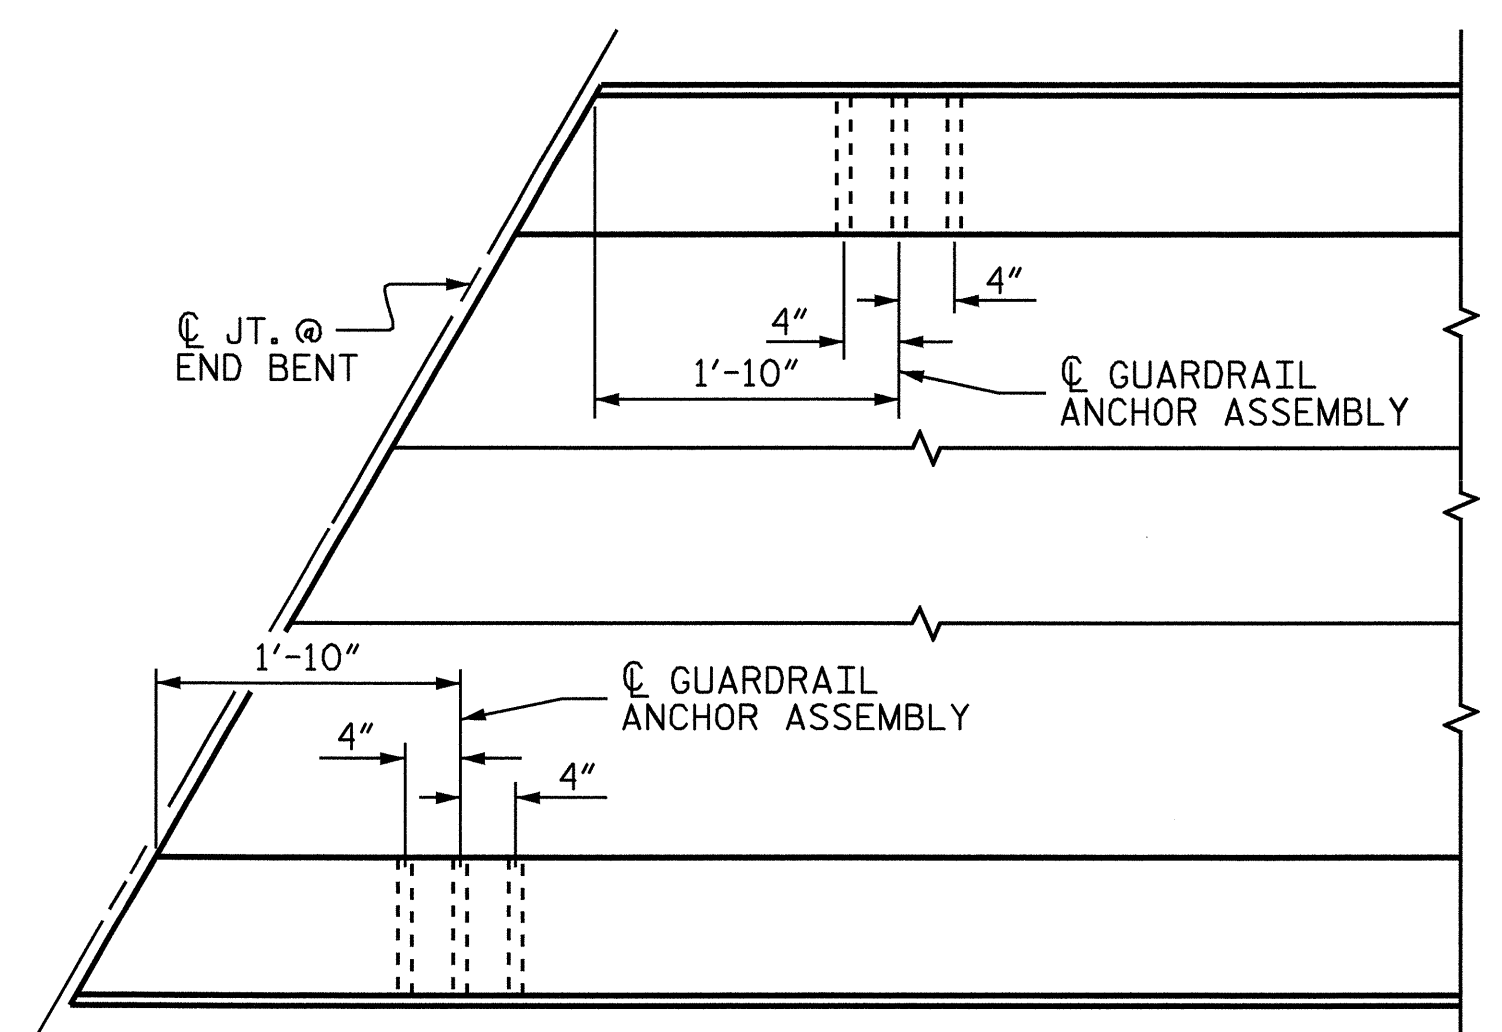 ℄ JT. @
END BENT
4″
4″
1′-10″
℄ GUARDRAIL
ANCHOR ASSEMBLY
1′-10″
℄ GUARDRAIL
ANCHOR ASSEMBLY
4″
4″